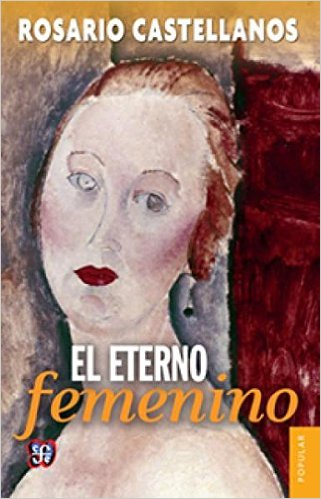 ROSARIO CASTELLANOS
EL ETERNO
femenino
POPULAR